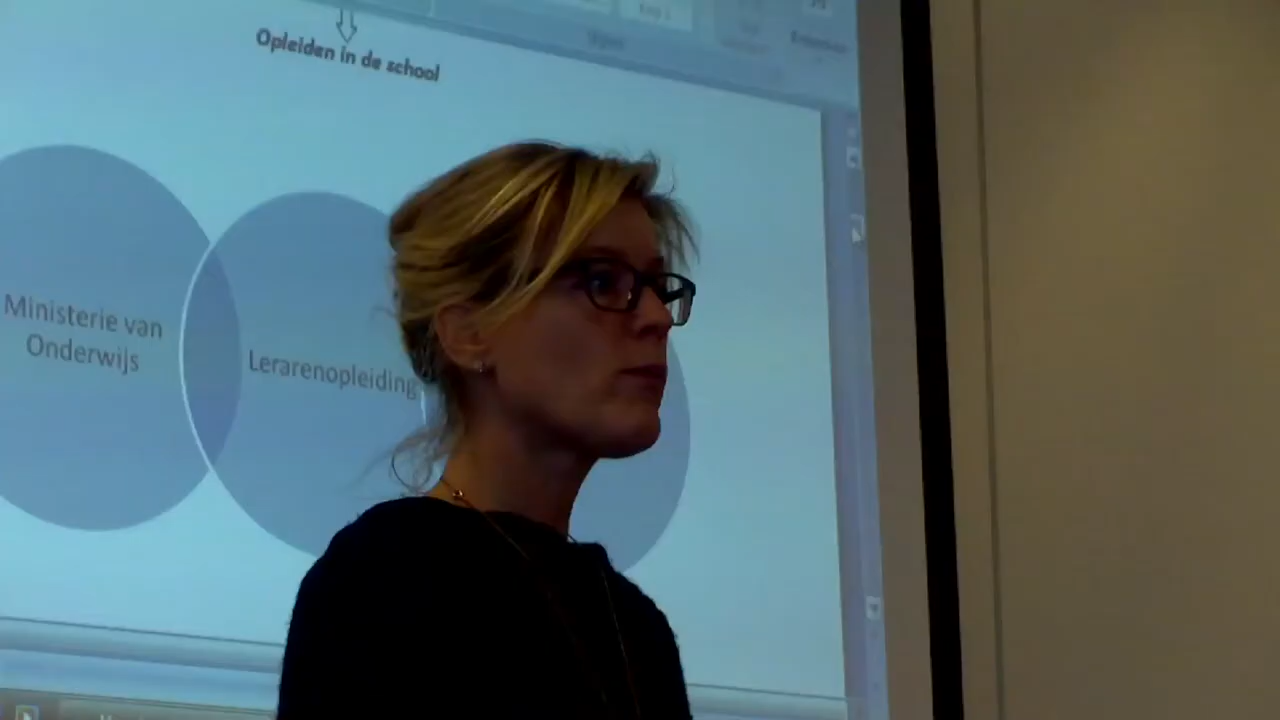 Opleiden in de school
Ministerie van
Onderwijs
Lerarenopleiding